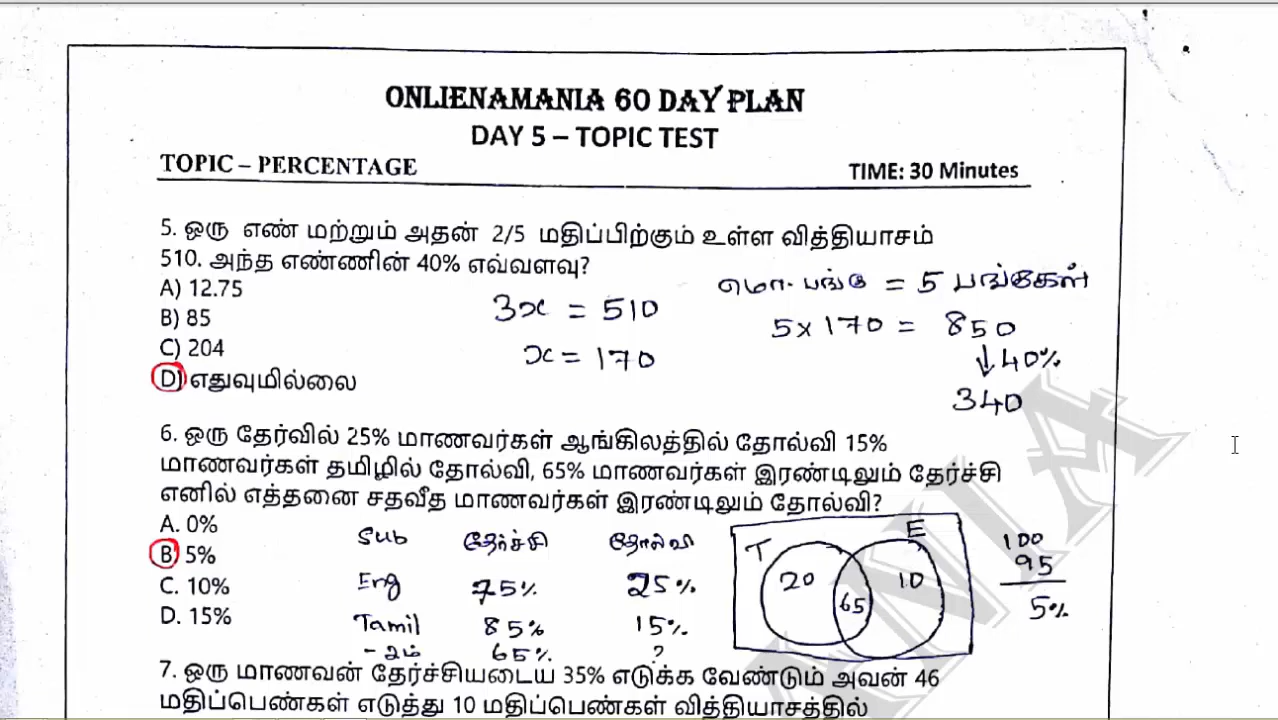 ONLIENAMANIA 60 DAY PLAN
DAY 5 – TOPIC TEST
TOPIC – PERCENTAGE
TIME: 30 Minutes
5. ஒரு எண் மற்றும் அதன் 2/5 மதிப்பிற்கும் உள்ள வித்தியாசம்
510. அந்த எண்ணின் 40% எவ்வளவு?
A) 12.75
B) 85
C) 204
D) எதுவுமில்லை
3x = 510
x = 170
மொ. பங்கு = 5 பங்குகள்
5 x 170 = 850
↓ 40%
340
6. ஒரு தேர்வில் 25% மாணவர்கள் ஆங்கிலத்தில் தோல்வி 15%
மாணவர்கள் தமிழில் தோல்வி, 65% மாணவர்கள் இரண்டிலும் தேர்ச்சி
எனில் எத்தனை சதவீத மாணவர்கள் இரண்டிலும் தோல்வி?
A. 0%
B 5%
C. 10%
D. 15%
Sub தேர்ச்சி தோல்வி
Eng 75% 25%
Tamil 85% 15%
65% ?
T E
20 65 10
100
95
5%
7. ஒரு மாணவன் தேர்ச்சியடைய 35% எடுக்க வேண்டும் அவன் 46
மதிப்பெண்கள் எடுத்து 10 மதிப்பெண்கள் வித்தியாசத்தில்